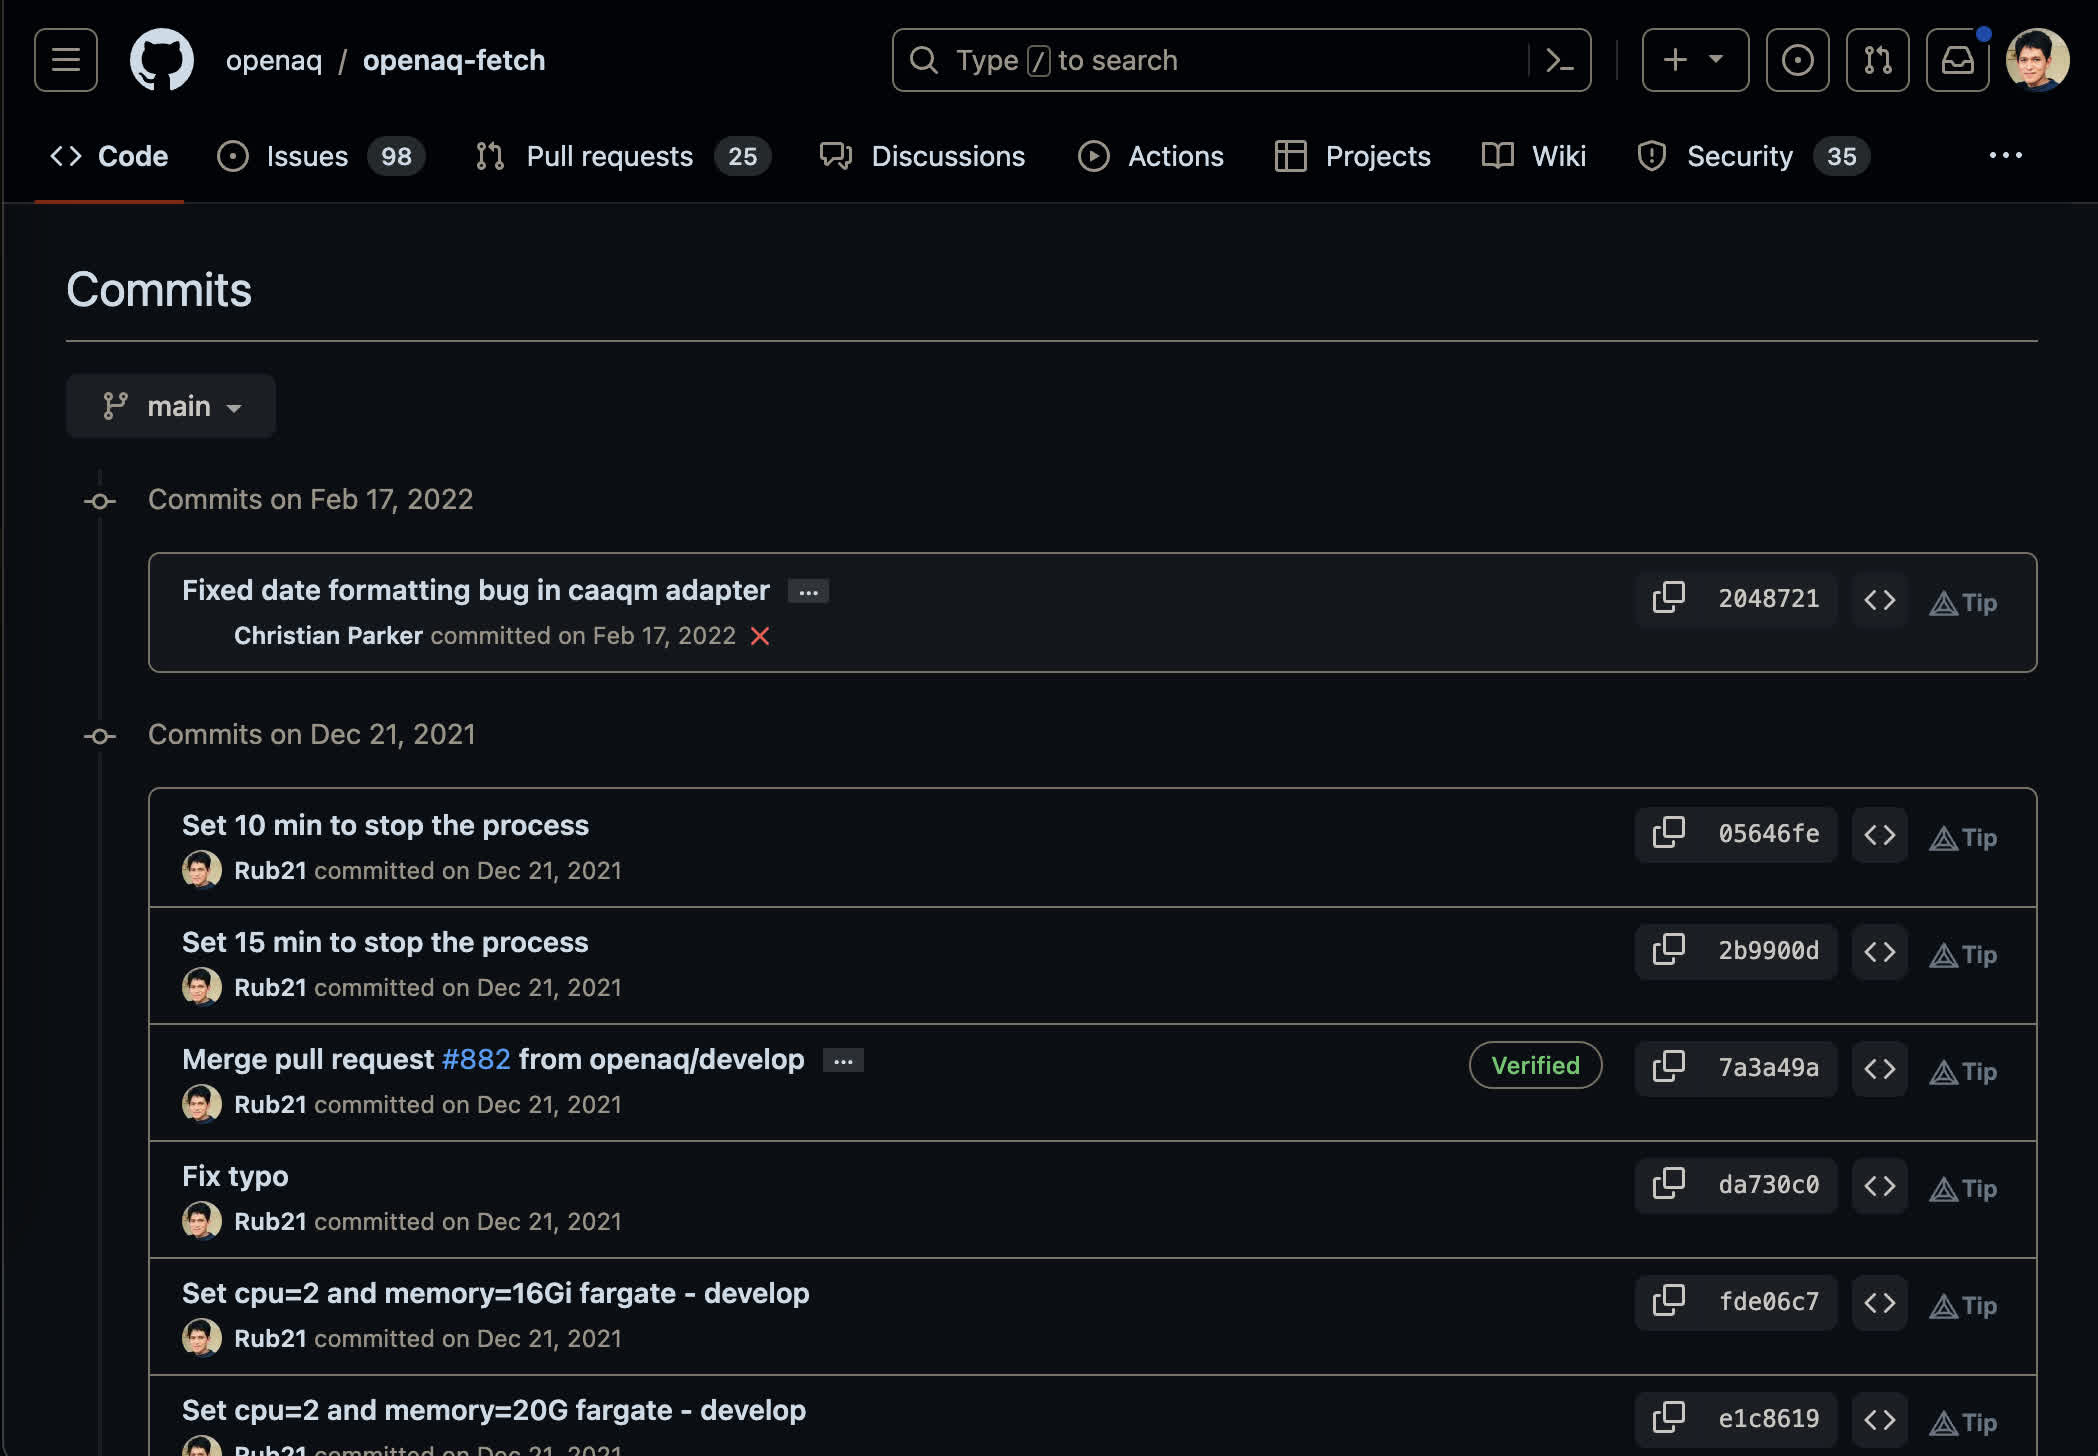 openaq / openaq-fetch
Type / to search
Code
Issues 98
Pull requests 25
Discussions
Actions
Projects
Wiki
Security 35
Commits
main
Commits on Feb 17, 2022
Fixed date formatting bug in caaqm adapter ...
2048721
Tip
Christian Parker committed on Feb 17, 2022
Commits on Dec 21, 2021
Set 10 min to stop the process
05646fe
Tip
Rub21 committed on Dec 21, 2021
Set 15 min to stop the process
2b9900d
Tip
Rub21 committed on Dec 21, 2021
Merge pull request #882 from openaq/develop ...
Verified
7a3a49a
Tip
Rub21 committed on Dec 21, 2021
Fix typo
da730c0
Tip
Rub21 committed on Dec 21, 2021
Set cpu=2 and memory=16Gi fargate - develop
fde06c7
Tip
Rub21 committed on Dec 21, 2021
Set cpu=2 and memory=20G fargate - develop
e1c8619
Tip
Rub21 committed on Dec 21, 2021